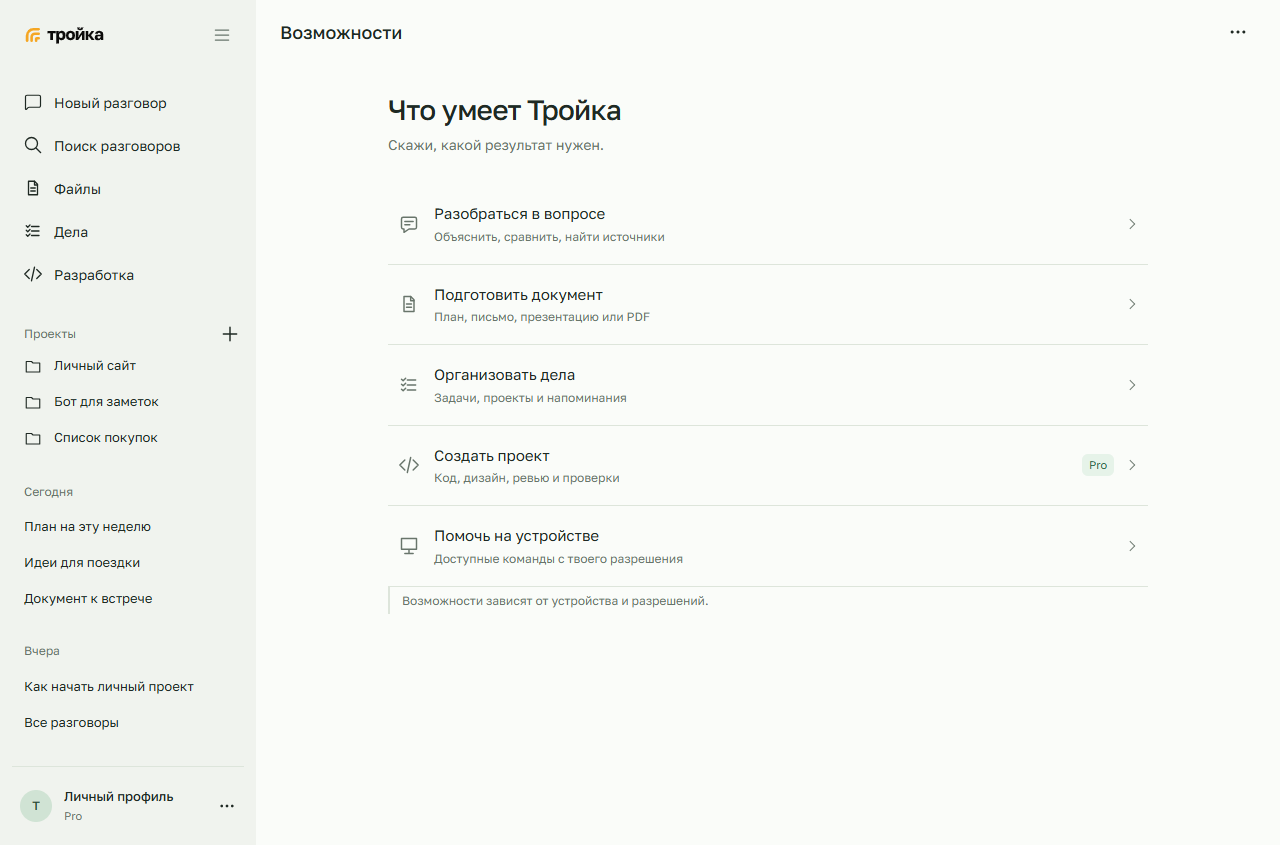 тройка
Новый разговор
Поиск разговоров
Файлы
Дела
Разработка
Проекты
Личный сайт
Бот для заметок
Список покупок
Сегодня
План на эту неделю
Идеи для поездки
Документ к встрече
Вчера
Как начать личный проект
Все разговоры
Т
Личный профиль
Pro
Возможности
Что умеет Тройка
Скажи, какой результат нужен.
Разобраться в вопросе
Объяснить, сравнить, найти источники
Подготовить документ
План, письмо, презентацию или PDF
Организовать дела
Задачи, проекты и напоминания
Создать проект
Код, дизайн, ревью и проверки
Pro
Помочь на устройстве
Доступные команды с твоего разрешения
Возможности зависят от устройства и разрешений.